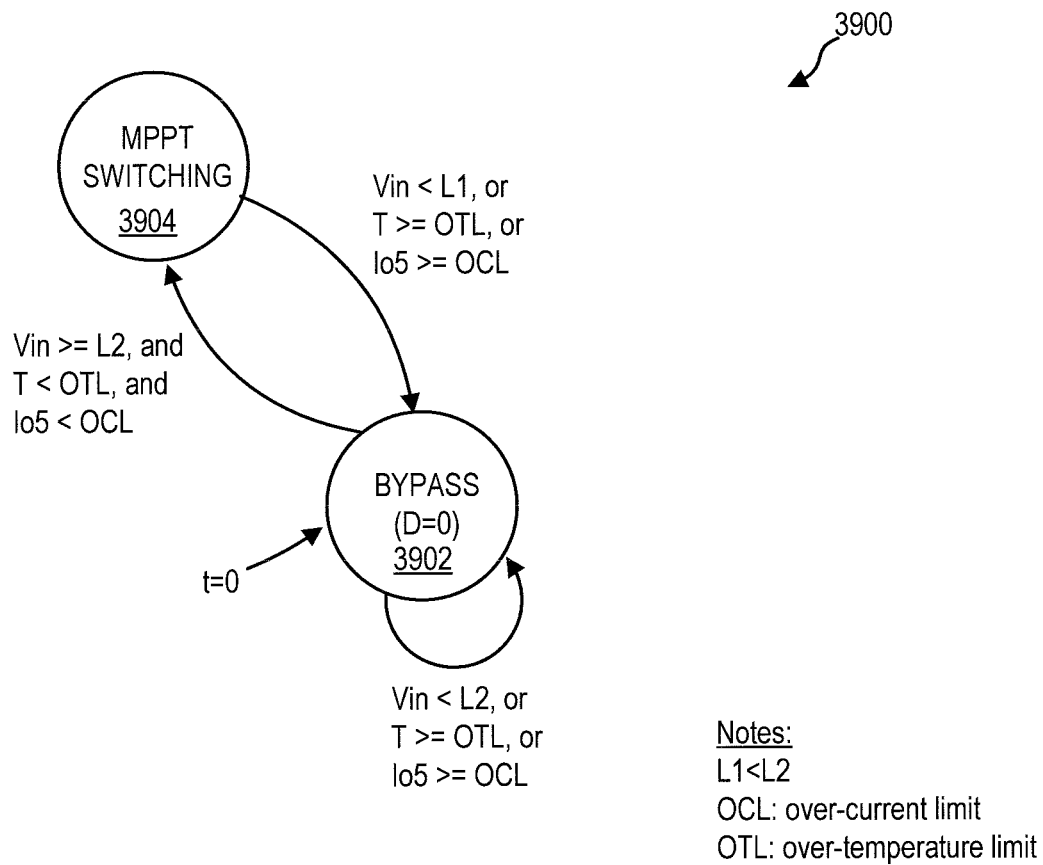 3900
MPPT
SWITCHING
3904
Vin < L1, or
T >= OTL, or
Io5 >= OCL
Vin >= L2, and
T < OTL, and
Io5 < OCL
BYPASS
(D=0)
3902
t=0
Vin < L2, or
T >= OTL, or
Io5 >= OCL
Notes:
L1<L2
OCL: over-current limit
OTL: over-temperature limit